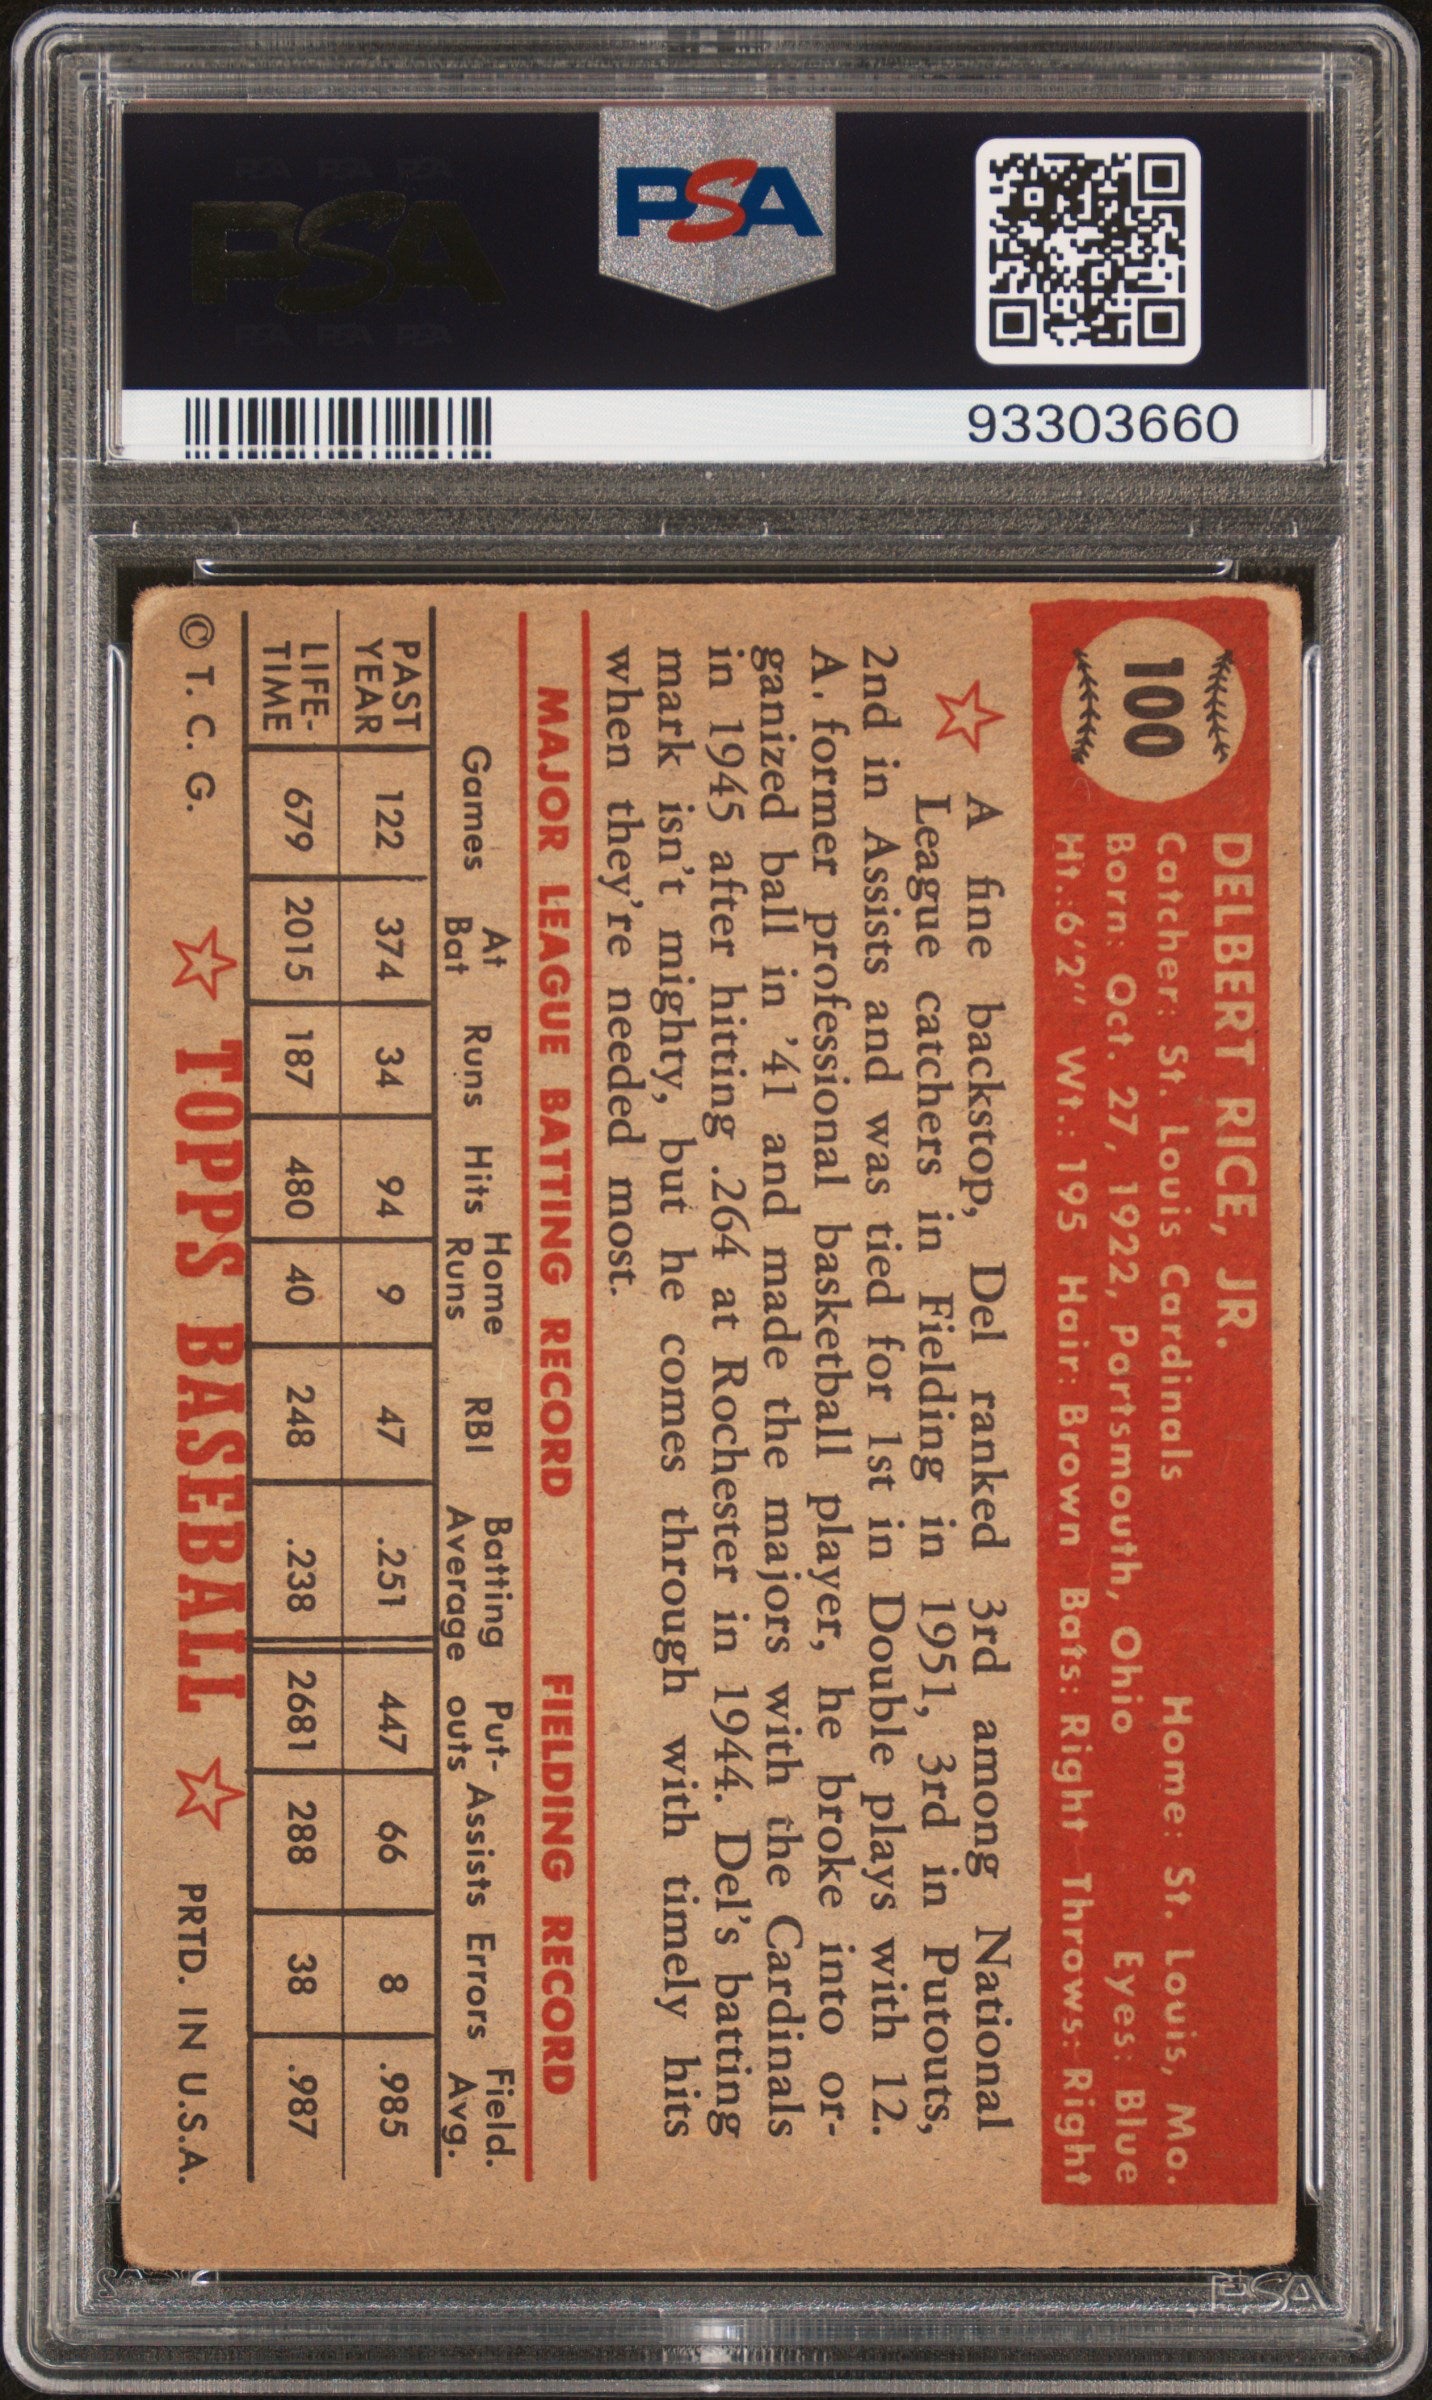 PSA PSA PSA
PSA
PSA PSA PSA
PSA
93303660
100
DELBERT RICE, JR.
Catcher: St. Louis Cardinals Home: St. Louis, Mo.
Born: Oct. 27, 1922, Portsmouth, Ohio Eyes: Blue
Ht.:6'2" Wt.: 195 Hair: Brown Bats: Right Throws: Right
A fine backstop, Del ranked 3rd among National
League catchers in Fielding in 1951, 3rd in Putouts,
2nd in Assists and was tied for 1st in Double plays with 12.
A. former professional basketball player, he broke into or-
ganized ball in '41 and made the majors with the Cardinals
in 1945 after hitting .264 at Rochester in 1944. Del's batting
mark isn't mighty, but he comes through with timely hits
when they're needed most.
MAJOR LEAGUE BATTING RECORD FIELDING RECORD
Games At Bat Runs Hits Home Runs RBI Batting Average Put-outs Assists Errors Field. Avg.
PAST YEAR 122 374 34 94 9 47 .251 447 66 8 .985
LIFE-TIME 679 2015 187 480 40 248 .238 2681 288 38 .987
© T. C. G. TOPPS BASEBALL PRTD. IN U.S.A.
PSA